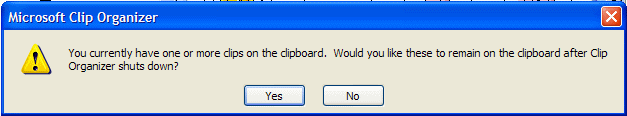 Microsoft Clip Organizer
You currently have one or more clips on the clipboard.  Would you like these to remain on the clipboard after Clip
Organizer shuts down?
Yes
No